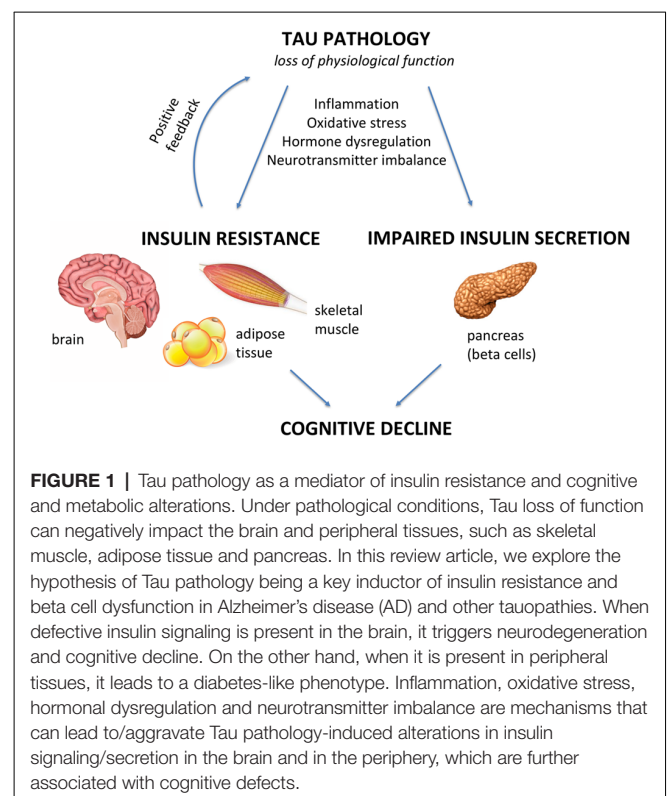 TAU PATHOLOGY
loss of physiological function
Positive
feedback
Inflammation
Oxidative stress
Hormone dysregulation
Neurotransmitter imbalance
INSULIN RESISTANCE
IMPAIRED INSULIN SECRETION
brain
adipose
tissue
skeletal
muscle
pancreas
(beta cells)
COGNITIVE DECLINE
FIGURE 1 | Tau pathology as a mediator of insulin resistance and cognitive
and metabolic alterations. Under pathological conditions, Tau loss of function
can negatively impact the brain and peripheral tissues, such as skeletal
muscle, adipose tissue and pancreas. In this review article, we explore the
hypothesis of Tau pathology being a key inductor of insulin resistance and
beta cell dysfunction in Alzheimer’s disease (AD) and other tauopathies. When
defective insulin signaling is present in the brain, it triggers neurodegeneration
and cognitive decline. On the other hand, when it is present in peripheral
tissues, it leads to a diabetes-like phenotype. Inflammation, oxidative stress,
hormonal dysregulation and neurotransmitter imbalance are mechanisms that
can lead to/aggravate Tau pathology-induced alterations in insulin
signaling/secretion in the brain and in the periphery, which are further
associated with cognitive defects.